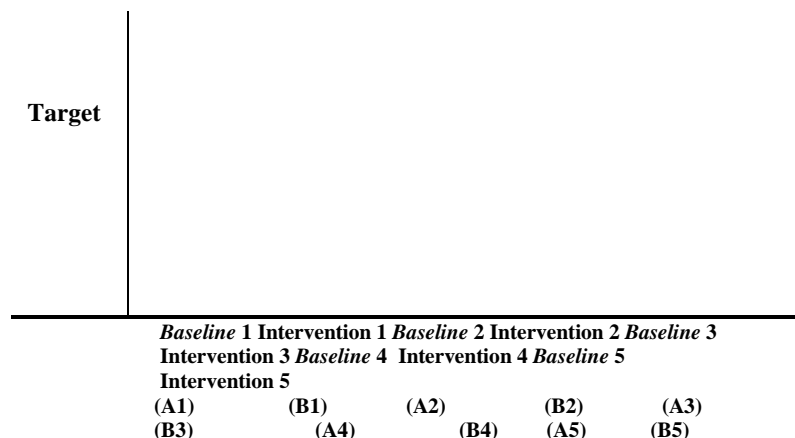 Target
Baseline 1 Intervention 1 Baseline 2 Intervention 2 Baseline 3
Intervention 3 Baseline 4 Intervention 4 Baseline 5
Intervention 5
(A1) (B1) (A2) (B2) (A3)
(B3) (A4) (B4) (A5) (B5)